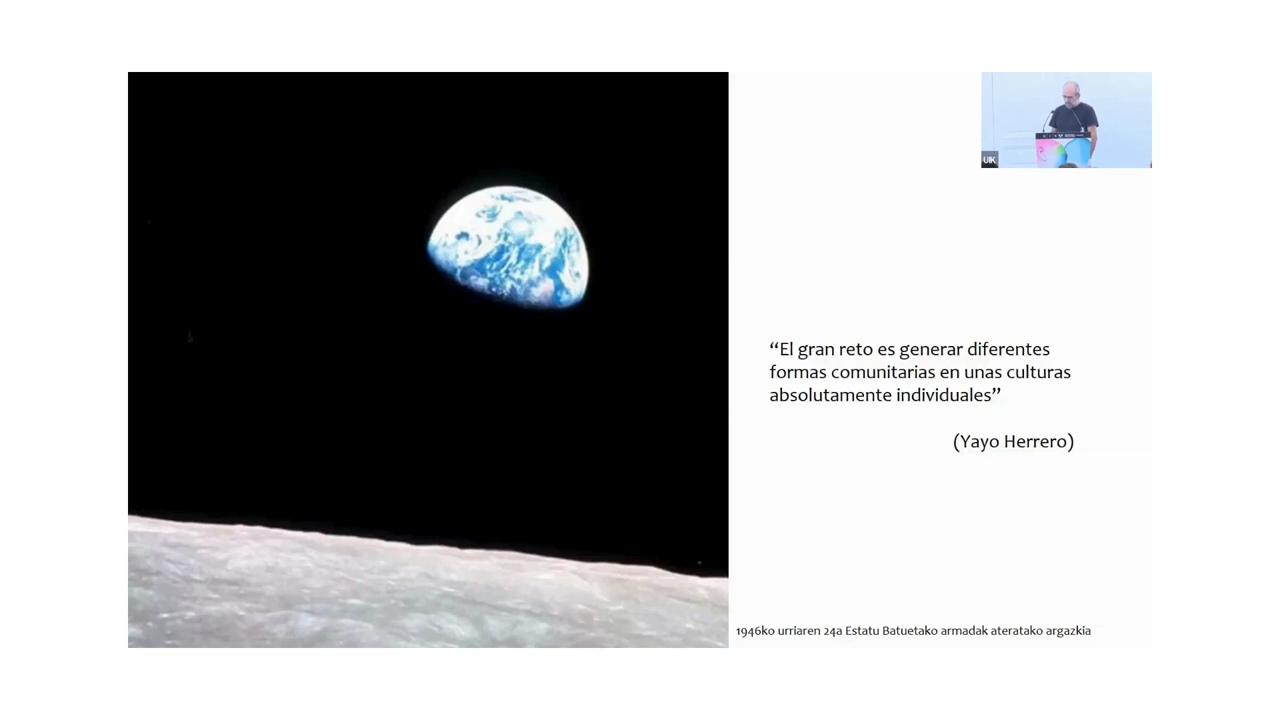 UIK
“El gran reto es generar diferentes
formas comunitarias en unas culturas
absolutamente individuales”
(Yayo Herrero)
1946ko urriaren 24a Estatu Batuetako armadak ateratako argazkia